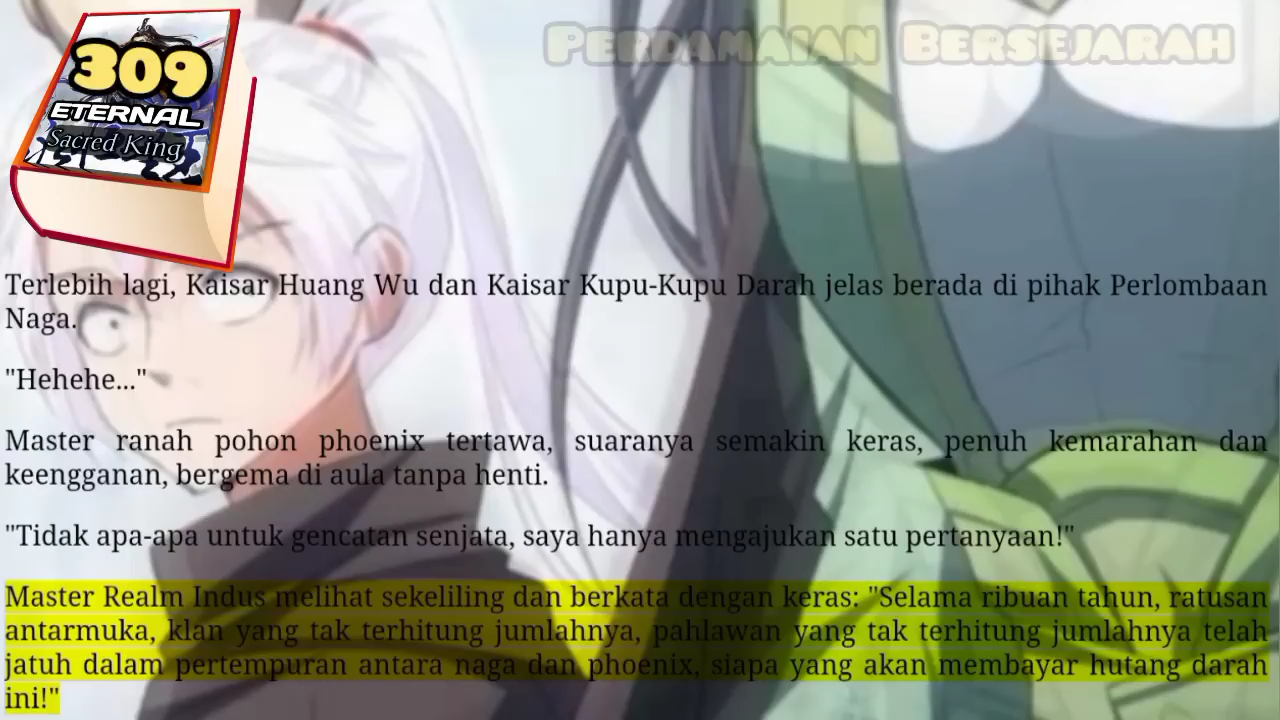 309
ETERNAL
Sacred King
PERDAMAIAN BERSEJARAH
Terlebih lagi, Kaisar Huang Wu dan Kaisar Kupu-Kupu Darah jelas berada di pihak Perlombaan
Naga.
"Hehehe..."
Master ranah pohon phoenix tertawa, suaranya semakin keras, penuh kemarahan dan
keengganan, bergema di aula tanpa henti.
"Tidak apa-apa untuk gencatan senjata, saya hanya mengajukan satu pertanyaan!"
Master Realm Indus melihat sekeliling dan berkata dengan keras: "Selama ribuan tahun, ratusan
antarmuka, klan yang tak terhitung jumlahnya, pahlawan yang tak terhitung jumlahnya telah
jatuh dalam pertempuran antara naga dan phoenix, siapa yang akan membayar hutang darah
ini!"